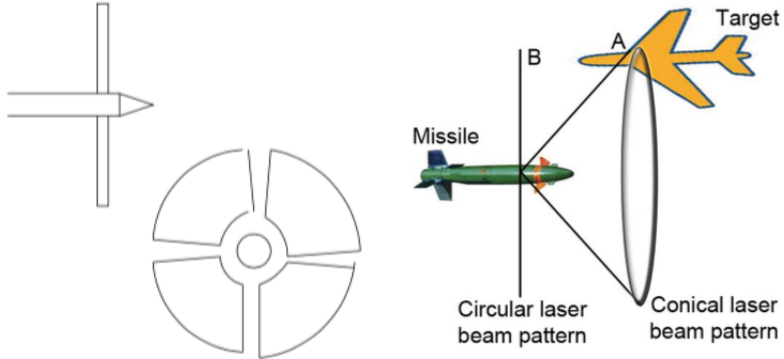 Target
A
B
Missile
Circular laser
beam pattern
Conical laser
beam pattern